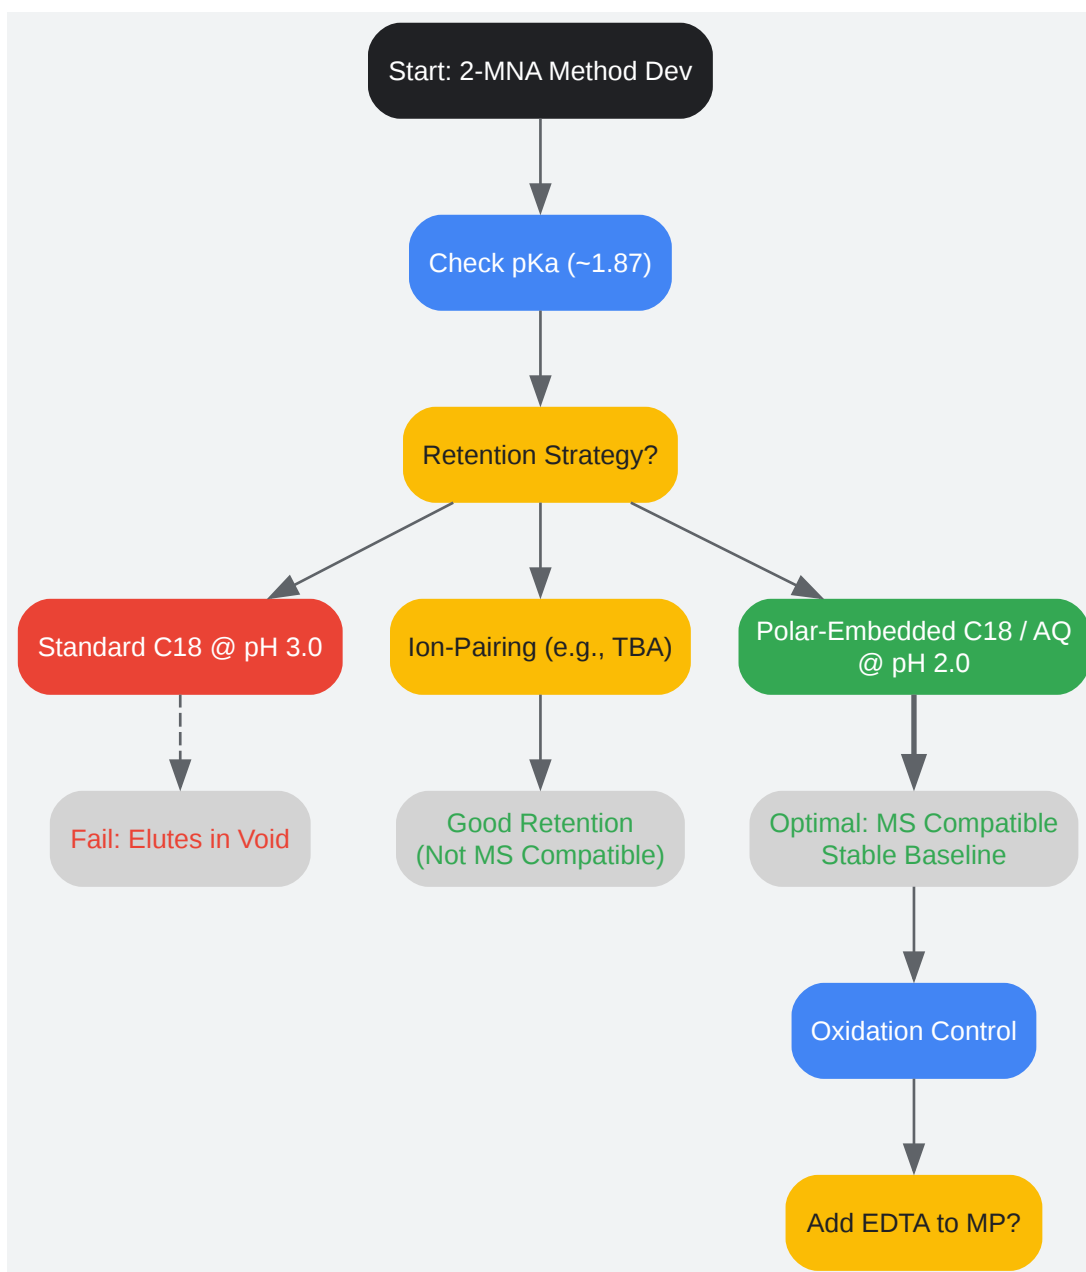 Start: 2-MNA Method Dev
Check pKa (~1.87)
Retention Strategy?
Standard C18 @ pH 3.0
Ion-Pairing (e.g., TBA)
Polar-Embedded C18 / AQ
@ pH 2.0
Fail: Elutes in Void
Good Retention
(Not MS Compatible)
Optimal: MS Compatible
Stable Baseline
Oxidation Control
Add EDTA to MP?